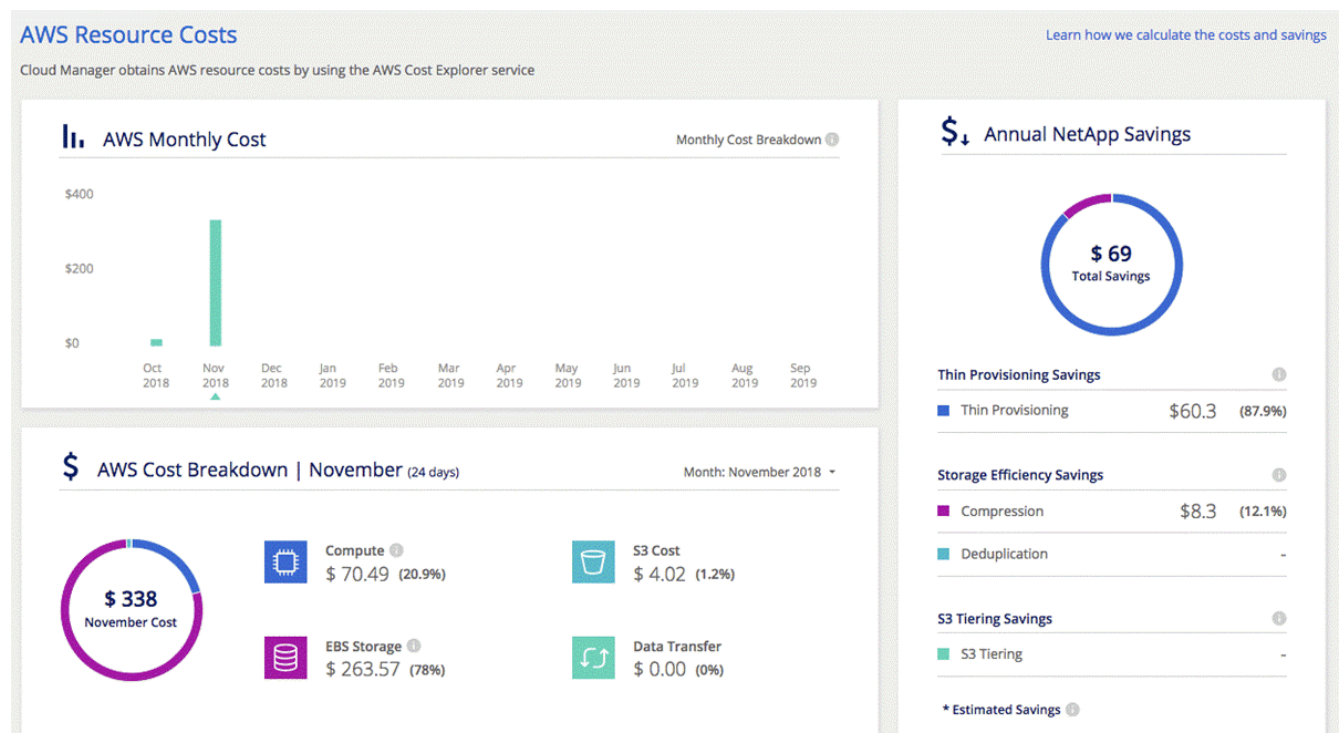 AWS Resource Costs
Learn how we calculate the costs and savings
Cloud Manager obtains AWS resource costs by using the AWS Cost Explorer service
AWS Monthly Cost
Monthly Cost Breakdown
$400
$200
$0
Oct 2018
Nov 2018
Dec 2018
Jan 2019
Feb 2019
Mar 2019
Apr 2019
May 2019
Jun 2019
Jul 2019
Aug 2019
Sep 2019
AWS Cost Breakdown | November (24 days)
Month: November 2018
$ 338
November Cost
Compute
$ 70.49 (20.9%)
S3 Cost
$ 4.02 (1.2%)
EBS Storage
$ 263.57 (78%)
Data Transfer
$ 0.00 (0%)
Annual NetApp Savings
$ 69
Total Savings
Thin Provisioning Savings
Thin Provisioning $60.3 (87.9%)
Storage Efficiency Savings
Compression $8.3 (12.1%)
Deduplication -
S3 Tiering Savings
S3 Tiering -
* Estimated Savings